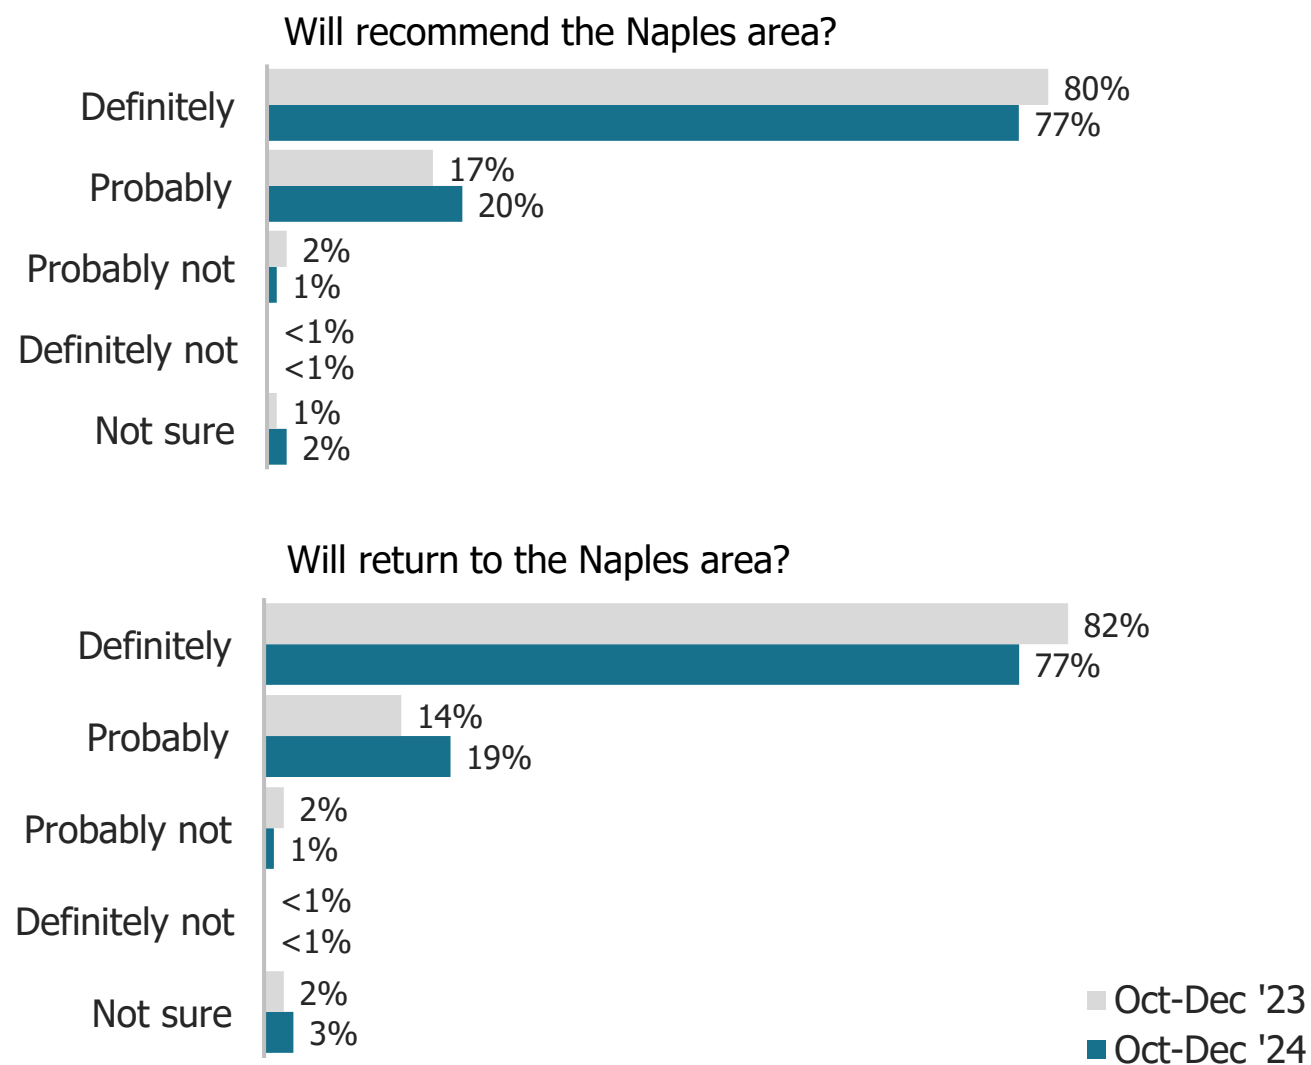 Will recommend the Naples area?
Definitely
80%
77%
Probably
17%
20%
Probably not
2%
1%
Definitely not
<1%
<1%
Not sure
1%
2%
Will return to the Naples area?
Definitely
82%
77%
Probably
14%
19%
Probably not
2%
1%
Definitely not
<1%
<1%
Not sure
2%
3%
Oct-Dec '23
Oct-Dec '24